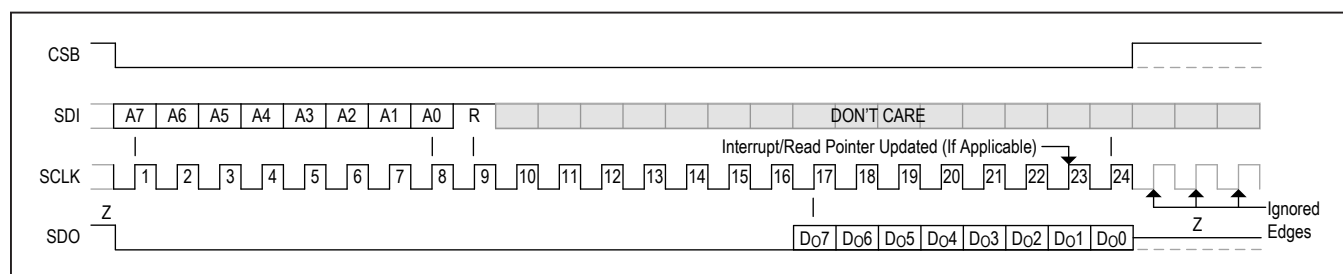 CSB
SDI A7 A6 A5 A4 A3 A2 A1 A0 R DON'T CARE
Interrupt/Read Pointer Updated (If Applicable)
SCLK 1 2 3 4 5 6 7 8 9 10 11 12 13 14 15 16 17 18 19 20 21 22 23 24
Z Z Ignored
SDO DO7 DO6 DO5 DO4 DO3 DO2 DO1 DO0 Edges